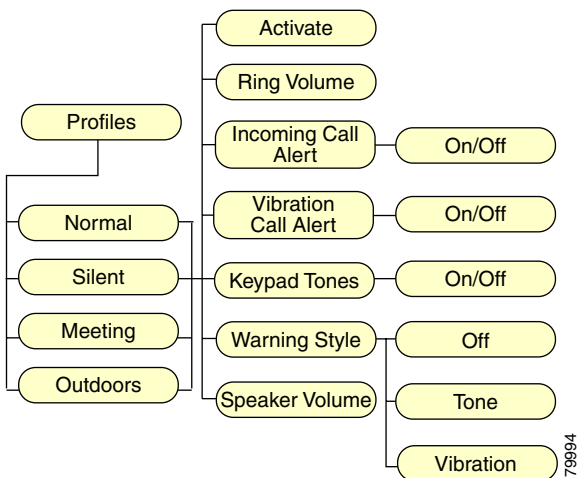 Profiles
Normal
Silent
Meeting
Outdoors
Activate
Ring Volume
Incoming Call
Alert
On/Off
Vibration
Call Alert
On/Off
Keypad Tones
On/Off
Warning Style
Off
Tone
Vibration
Speaker Volume
79994